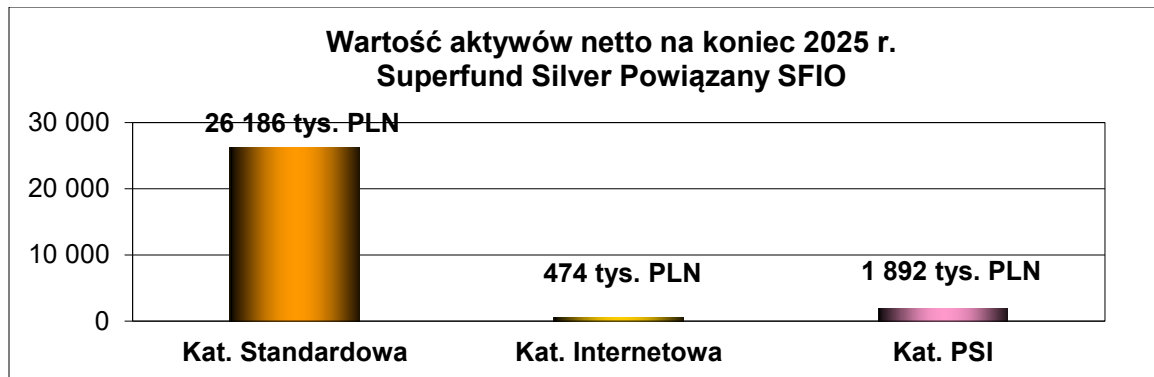 Wartość aktywów netto na koniec 2025 r.
Superfund Silver Powiązany SFIO
30 000
26 186 tys. PLN
20 000
10 000
474 tys. PLN
1 892 tys. PLN
0
Kat. Standardowa
Kat. Internetowa
Kat. PSI